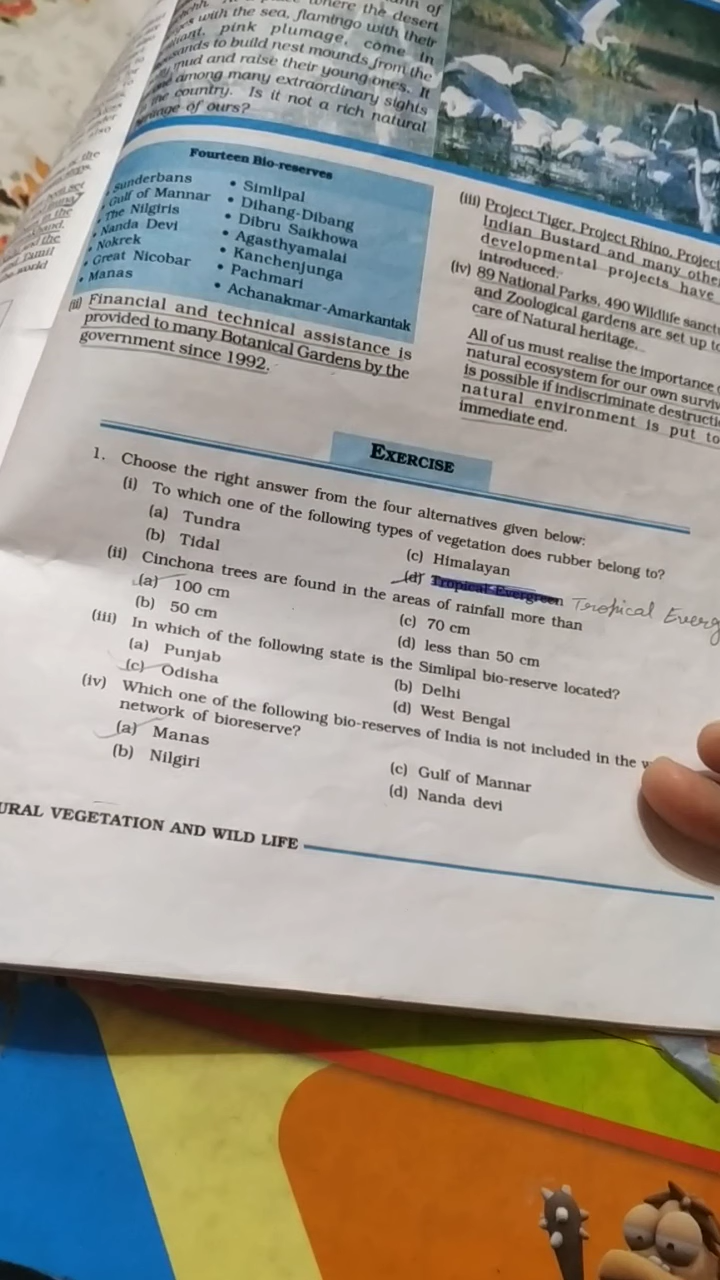 where the desert
with the sea, flamingo with their
pink plumage, come in
to build nest mounds from the
mud and raise their young ones. It
among many extraordinary sights
country. Is it not a rich natural
of ours?
Fourteen Bio-reserves
• Sunderbans
• Gulf of Mannar
• The Nilgiris
• Nanda Devi
• Nokrek
• Great Nicobar
• Manas
• Simlipal
• Dihang-Dibang
• Dibru Saikhowa
• Agasthyamalai
• Kanchenjunga
• Pachmari
• Achanakmar-Amarkantak
(ii) Financial and technical assistance is
provided to many Botanical Gardens by the
government since 1992.
(iii) Project Tiger, Project Rhino, Project
Indian Bustard and many other
developmental projects have
introduced.
(iv) 89 National Parks, 490 Wildlife
and Zoological gardens are set up
care of Natural heritage.
All of us must realise the importance
natural ecosystem for our own
is possible if indiscriminate
natural environment is put to
immediate end.
EXERCISE
1. Choose the right answer from the four alternatives given below:
(i) To which one of the following types of vegetation does rubber belong to?
(a) Tundra
(c) Himalayan
(b) Tidal
(d) Tropical Evergreen Tropical Everg
(ii) Cinchona trees are found in the areas of rainfall more than
(a) 100 cm
(c) 70 cm
(b) 50 cm
(d) less than 50 cm
(iii) In which of the following state is the Simlipal bio-reserve located?
(a) Punjab
(b) Delhi
(c) Odisha
(d) West Bengal
(iv) Which one of the following bio-reserves of India is not included in the w
network of bioreserve?
(a) Manas
(c) Gulf of Mannar
(b) Nilgiri
(d) Nanda devi
URAL VEGETATION AND WILD LIFE